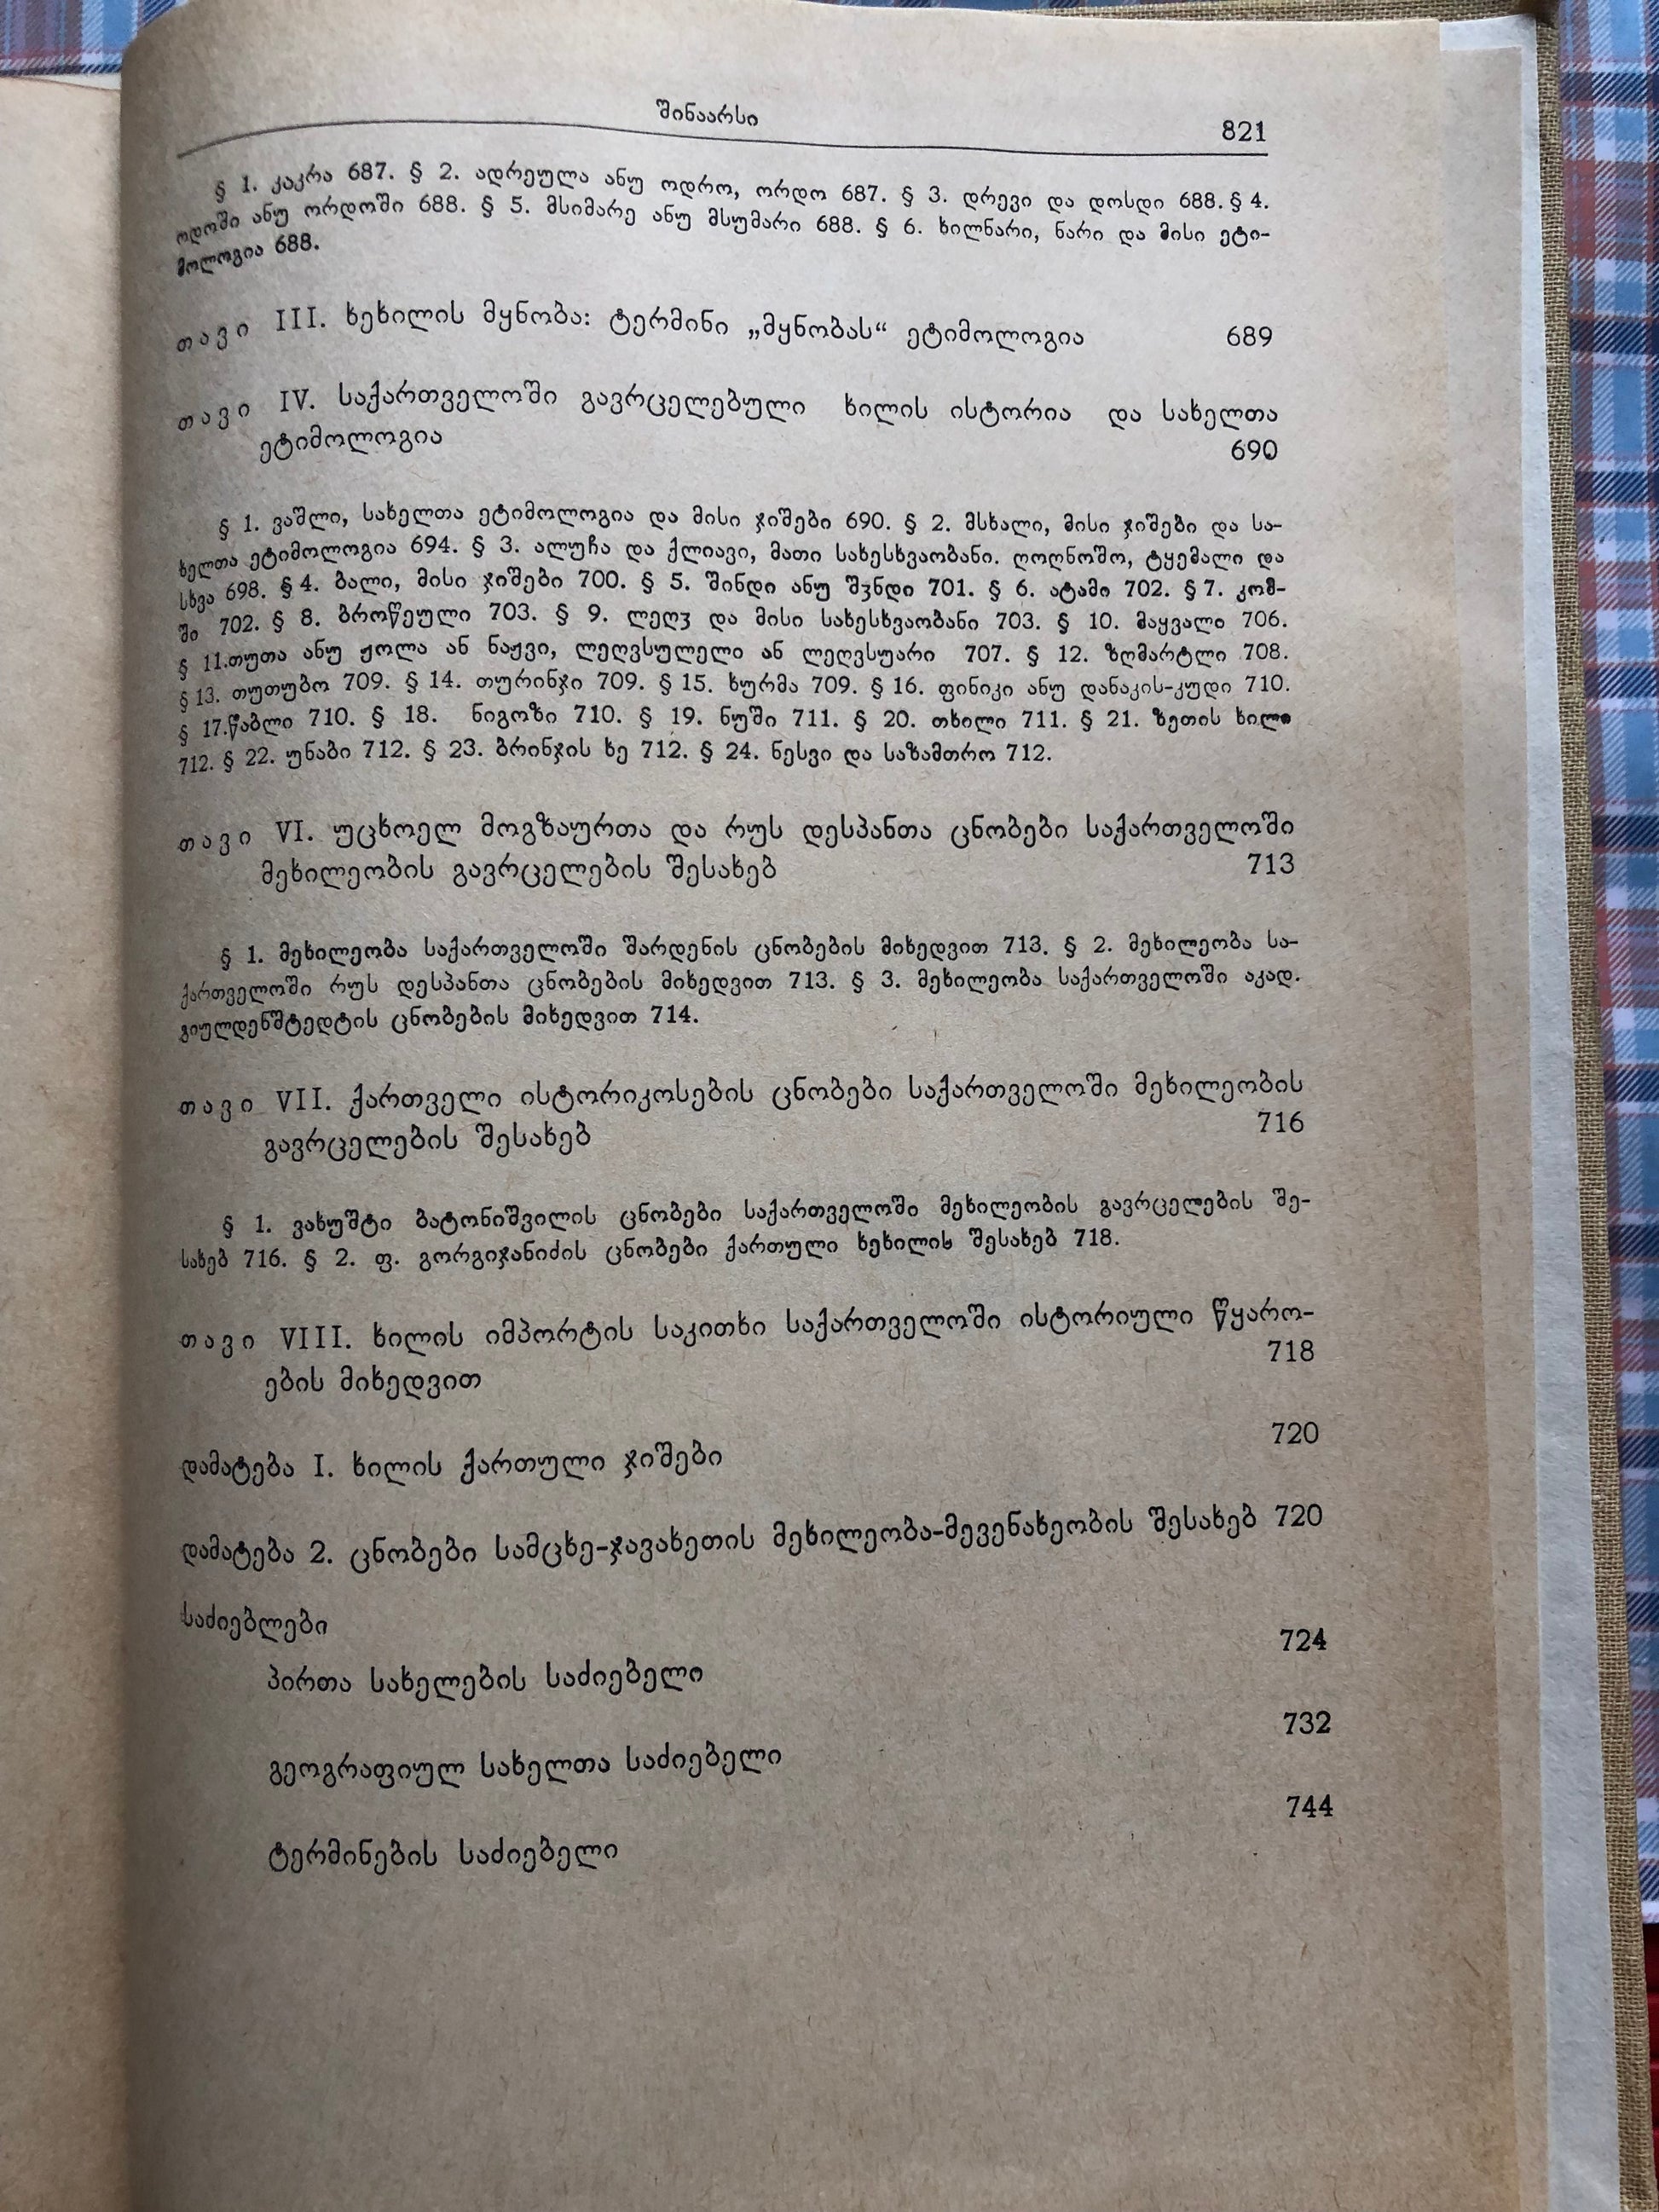 შინაარსი
821
§ 1. კაკრა 687. § 2. ადრეულა ანუ ოდრო, ორდო 687. § 3. დრევი და დოსდი 688. § 4.
ოდოში ანუ ორდოში 688. § 5. მსიმარე ანუ მსუმარი 688. § 6. ხილნარი, ნარი და მისი ეტი-
მოლოგია 688.
თავი III. ხეხილის მყნობა: ტერმინი „მყნობას“ ეტიმოლოგია 689
თავი IV. საქართველოში გავრცელებული ხილის ისტორია და სახელთა
ეტიმოლოგია 690
§ 1. ვაშლი, სახელთა ეტიმოლოგია და მისი ჯიშები 690. § 2. მსხალი, მისი ჯიშები და სა-
ხელთა ეტიმოლოგია 694. § 3. ალუჩა და ქლიავი, მათი სახესხვაობანი. ღოღნოშო, ტყემალი და
სხვა 698. § 4. ბალი, მისი ჯიშები 700. § 5. შინდი ანუ შჳნდი 701. § 6. ატამი 702. § 7. კომ-
ში 702. § 8. ბროწეული 703. § 9. ლეღჳ და მისი სახესხვაობანი 703. § 10. მაყვალი 706.
§ 11.თუთა ანუ ჟოლა ან ნაჟვი, ლეღვსულელი ან ლეღვსუარი 707. § 12. ზღმარტლი 708.
§ 13. თუთუბო 709. § 14. თურინჯი 709. § 15. ხურმა 709. § 16. ფინიკი ანუ დანაკის-კუდი 710.
§ 17.წაბლი 710. § 18. ნიგოზი 710. § 19. ნუში 711. § 20. თხილი 711. § 21. ზეთის ხილი
712. § 22. უნაბი 712. § 23. ბრინჯის ხე 712. § 24. ნესვი და საზამთრო 712.
თავი VI. უცხოელ მოგზაურთა და რუს დესპანთა ცნობები საქართველოში
მეხილეობის გავრცელების შესახებ 713
§ 1. მეხილეობა საქართველოში შარდენის ცნობების მიხედვით 713. § 2. მეხილეობა სა-
ქართველოში რუს დესპანთა ცნობების მიხედვით 713. § 3. მეხილეობა საქართველოში აკად.
გიულდენშტედტის ცნობების მიხედვით 714.
თავი VII. ქართველი ისტორიკოსების ცნობები საქართველოში მეხილეობის
გავრცელების შესახებ 716
§ 1. ვახუშტი ბატონიშვილის ცნობები საქართველოში მეხილეობის გავრცელების შე-
სახებ 716. § 2. ფ. გორგიჯანიძის ცნობები ქართული ხეხილის შესახებ 718.
თავი VIII. ხილის იმპორტის საკითხი საქართველოში ისტორიული წყარო-
ების მიხედვით 718
დამატება I. ხილის ქართული ჯიშები 720
დამატება 2. ცნობები სამცხე-ჯავახეთის მეხილეობა-მევენახეობის შესახებ 720
საძიებლები
პირთა სახელების საძიებელი 724
გეოგრაფიულ სახელთა საძიებელი 732
ტერმინების საძიებელი 744